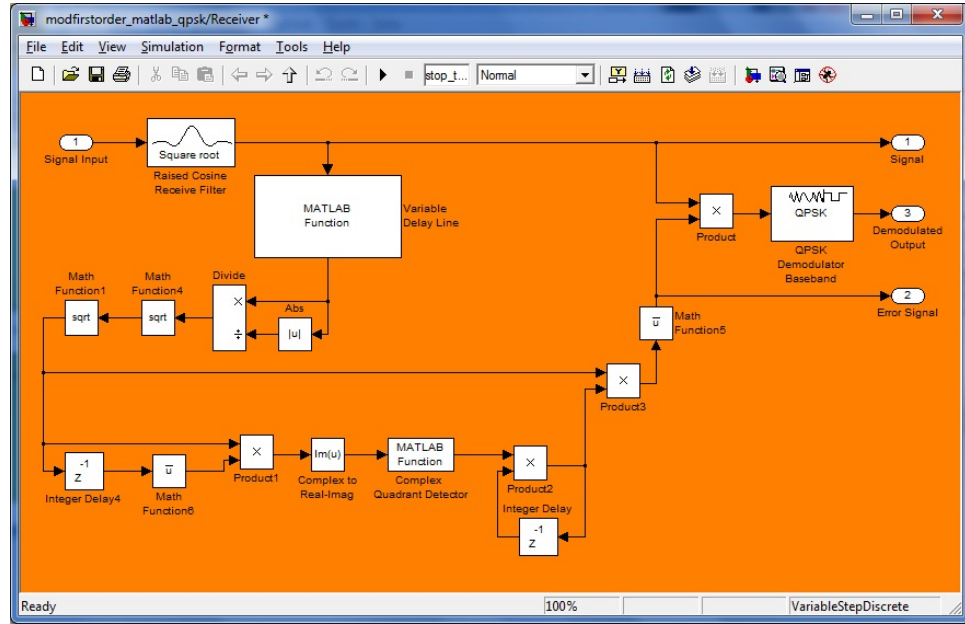 modfirstorder_matlab_qpsk/Receiver *
File Edit View Simulation Format Tools Help
stop_t... Normal
1
Signal Input
Square root
Raised Cosine
Receive Filter
1
Signal
MATLAB
Function
Variable
Delay Line
×
Product
QPSK
QPSK
Demodulator
Baseband
3
Demodulated
Output
2
Error Signal
Math
Function1
sqrt
Math
Function4
sqrt
Divide
×
÷
Abs
|u|
u
Math
Function5
×
Product3
-1
Z
Integer Delay4
u
Math
Function6
×
Product1
Im(u)
Complex to
Real-Imag
MATLAB
Function
Complex
Quadrant Detector
×
Product2
Integer Delay
-1
Z
Ready 100% VariableStepDiscrete